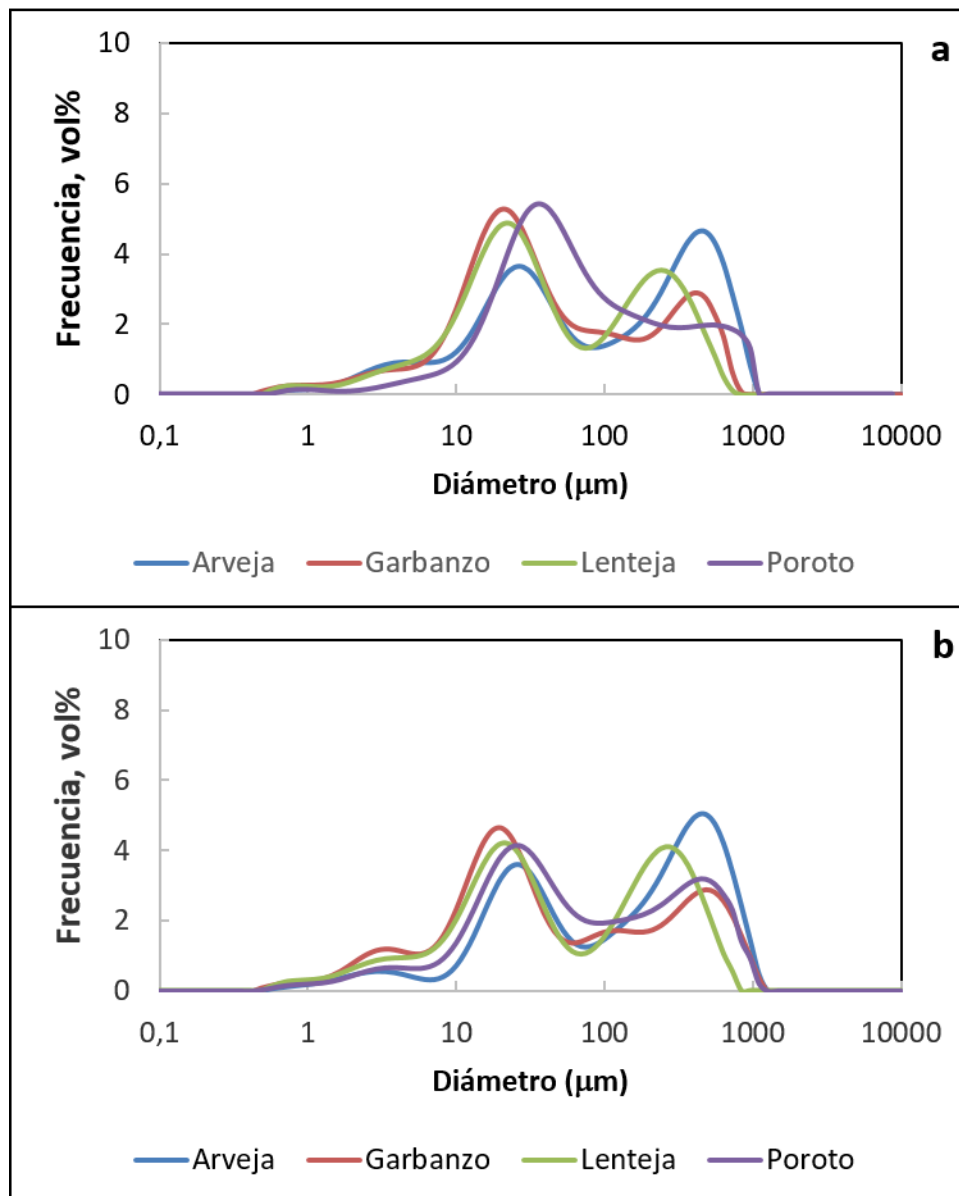 a
Frecuencia, vol%
10
8
6
4
2
0
0,1 1 10 100 1000 10000
Diámetro (µm)
Arveja Garbanzo Lenteja Poroto
b
Frecuencia, vol%
10
8
6
4
2
0
0,1 1 10 100 1000 10000
Diámetro (µm)
Arveja Garbanzo Lenteja Poroto